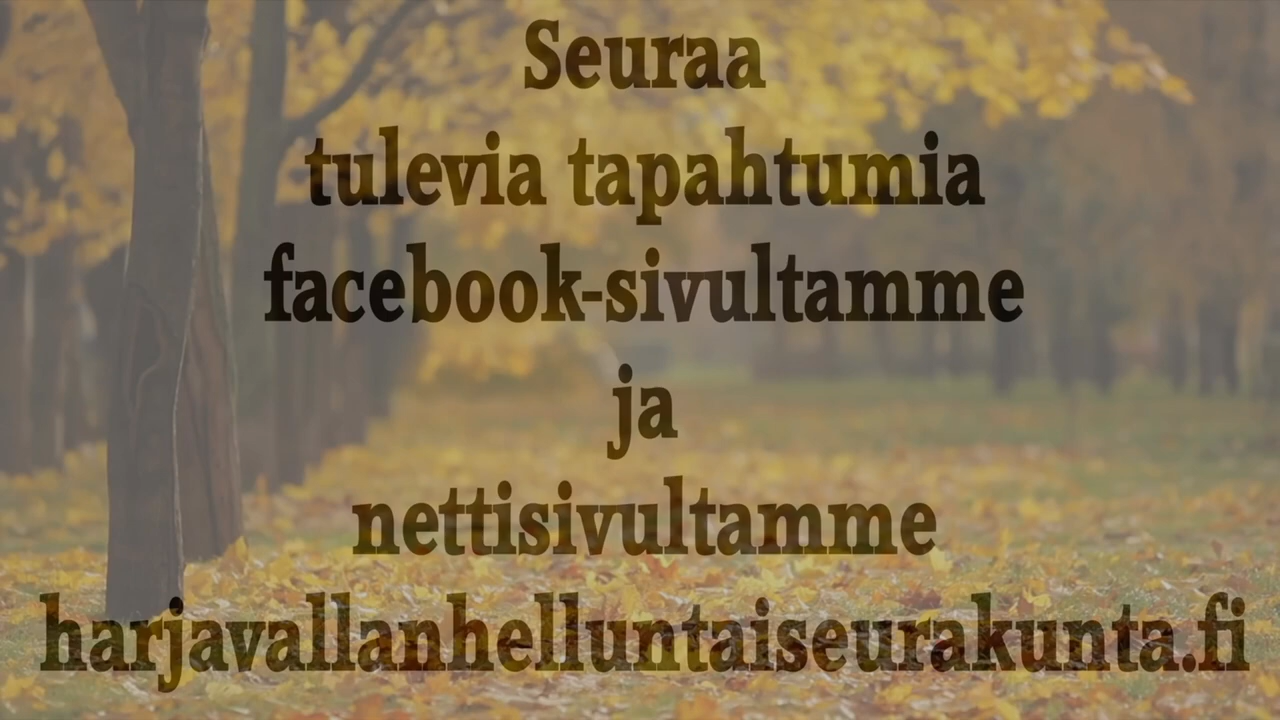 Seuraa
tulevia tapahtumia
facebook-sivultamme
ja
nettisivultamme
harjavallanhelluntaiseurakunta.fi